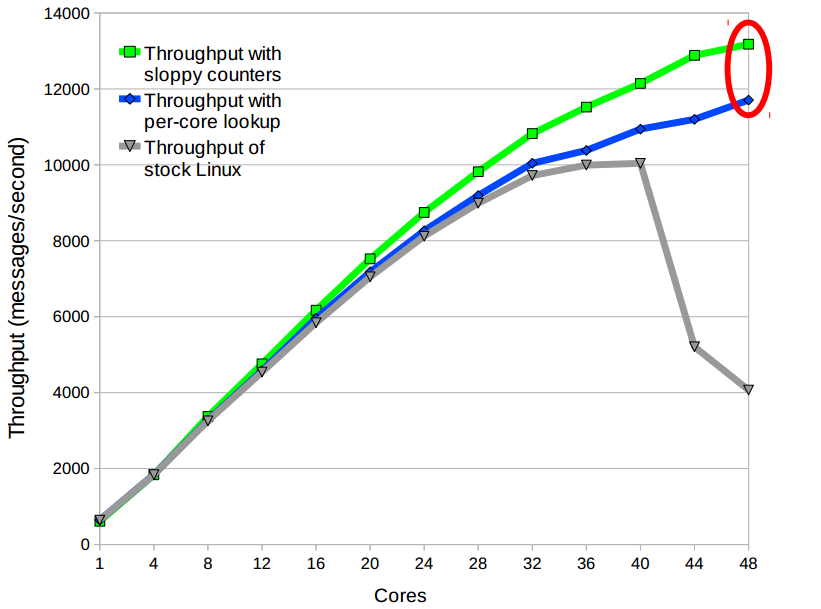 14000
12000
10000
8000
6000
4000
2000
0
Throughput (messages/second)
Throughput with
sloppy counters
Throughput with
per-core lookup
Throughput of
stock Linux
1 4 8 12 16 20 24 28 32 36 40 44 48
Cores